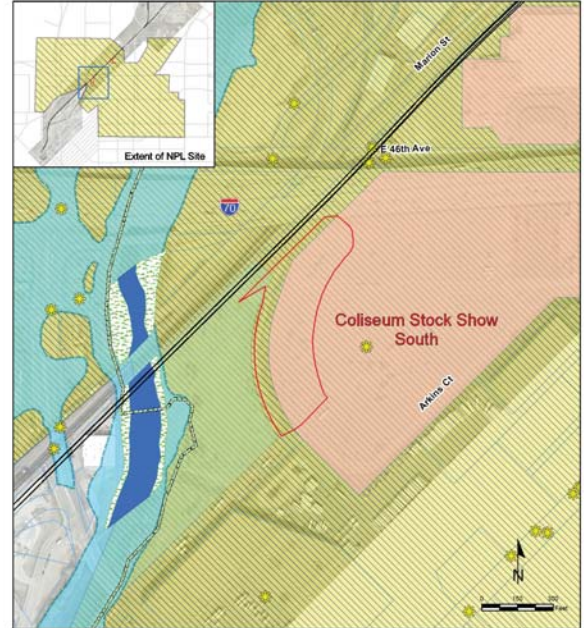 Extent of NPL Site
Marion St
E 46th Ave
70
Coliseum Stock Show
South
Arkins Ct
N
0 150 300
Feet